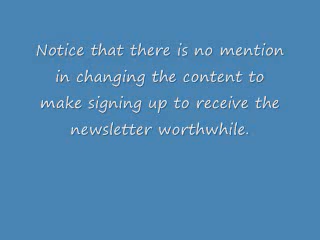 Notice that there is no mention
in changing the content to
make signing up to receive the
newsletter worthwhile.